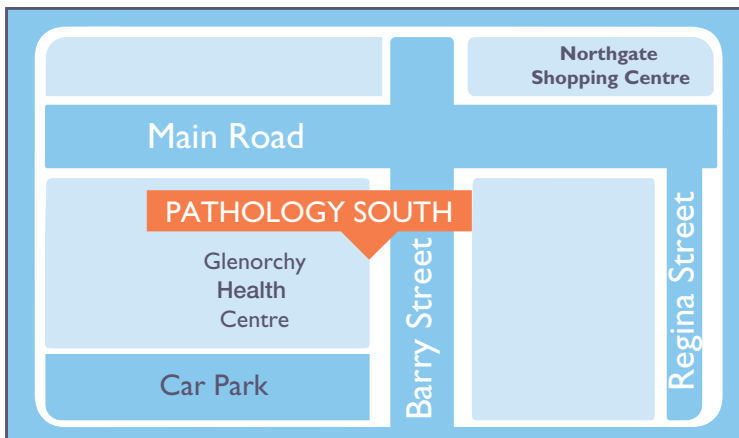 Northgate
Shopping Centre
Main Road
PATHOLOGY SOUTH
Glenorchy
Health
Centre
Barry Street
Regina Street
Car Park